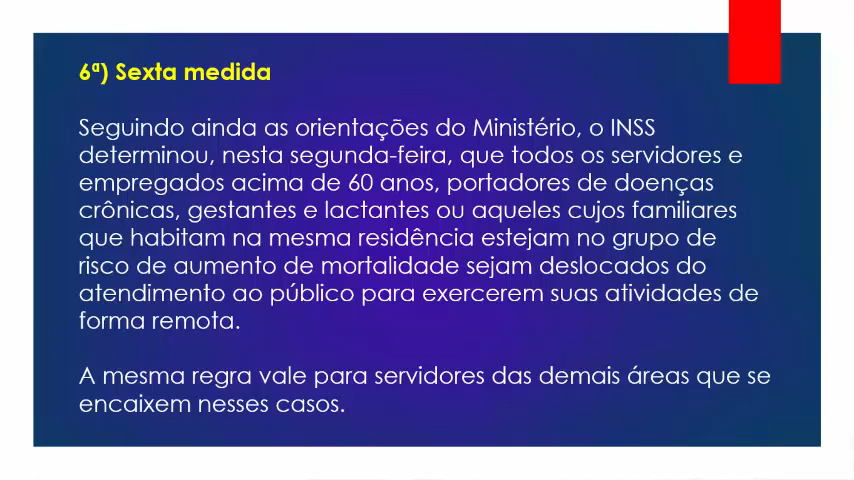 6ª) Sexta medida
Seguindo ainda as orientações do Ministério, o INSS
determinou, nesta segunda-feira, que todos os servidores e
empregados acima de 60 anos, portadores de doenças
crônicas, gestantes e lactantes ou aqueles cujos familiares
que habitam na mesma residência estejam no grupo de
risco de aumento de mortalidade sejam deslocados do
atendimento ao público para exercerem suas atividades de
forma remota.
A mesma regra vale para servidores das demais áreas que se
encaixem nesses casos.